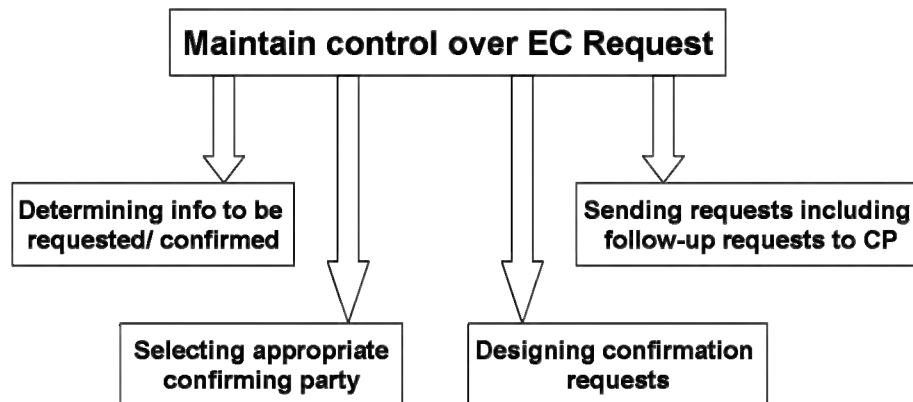 Maintain control over EC Request
Determining info to be
requested/ confirmed
Sending requests including
follow-up requests to CP
Selecting appropriate
confirming party
Designing confirmation
requests